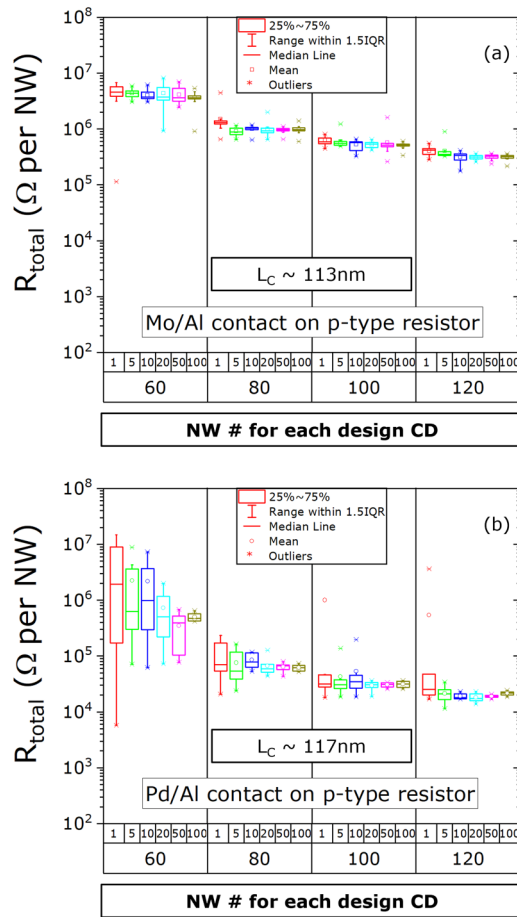 10^8
25%~75%
Range within 1.5IQR
Median Line
Mean
Outliers
(a)
10^7
10^6
10^5
10^4
10^3
10^2
R_total (Ω per NW)
L_C ~ 113nm
Mo/Al contact on p-type resistor
1 5 10 20 50 100 1 5 10 20 50 100 1 5 10 20 50 100 1 5 10 20 50 100
60 80 100 120
NW # for each design CD
10^8
25%~75%
Range within 1.5IQR
Median Line
Mean
Outliers
(b)
10^7
10^6
10^5
10^4
10^3
10^2
R_total (Ω per NW)
L_C ~ 117nm
Pd/Al contact on p-type resistor
1 5 10 20 50 100 1 5 10 20 50 100 1 5 10 20 50 100 1 5 10 20 50 100
60 80 100 120
NW # for each design CD